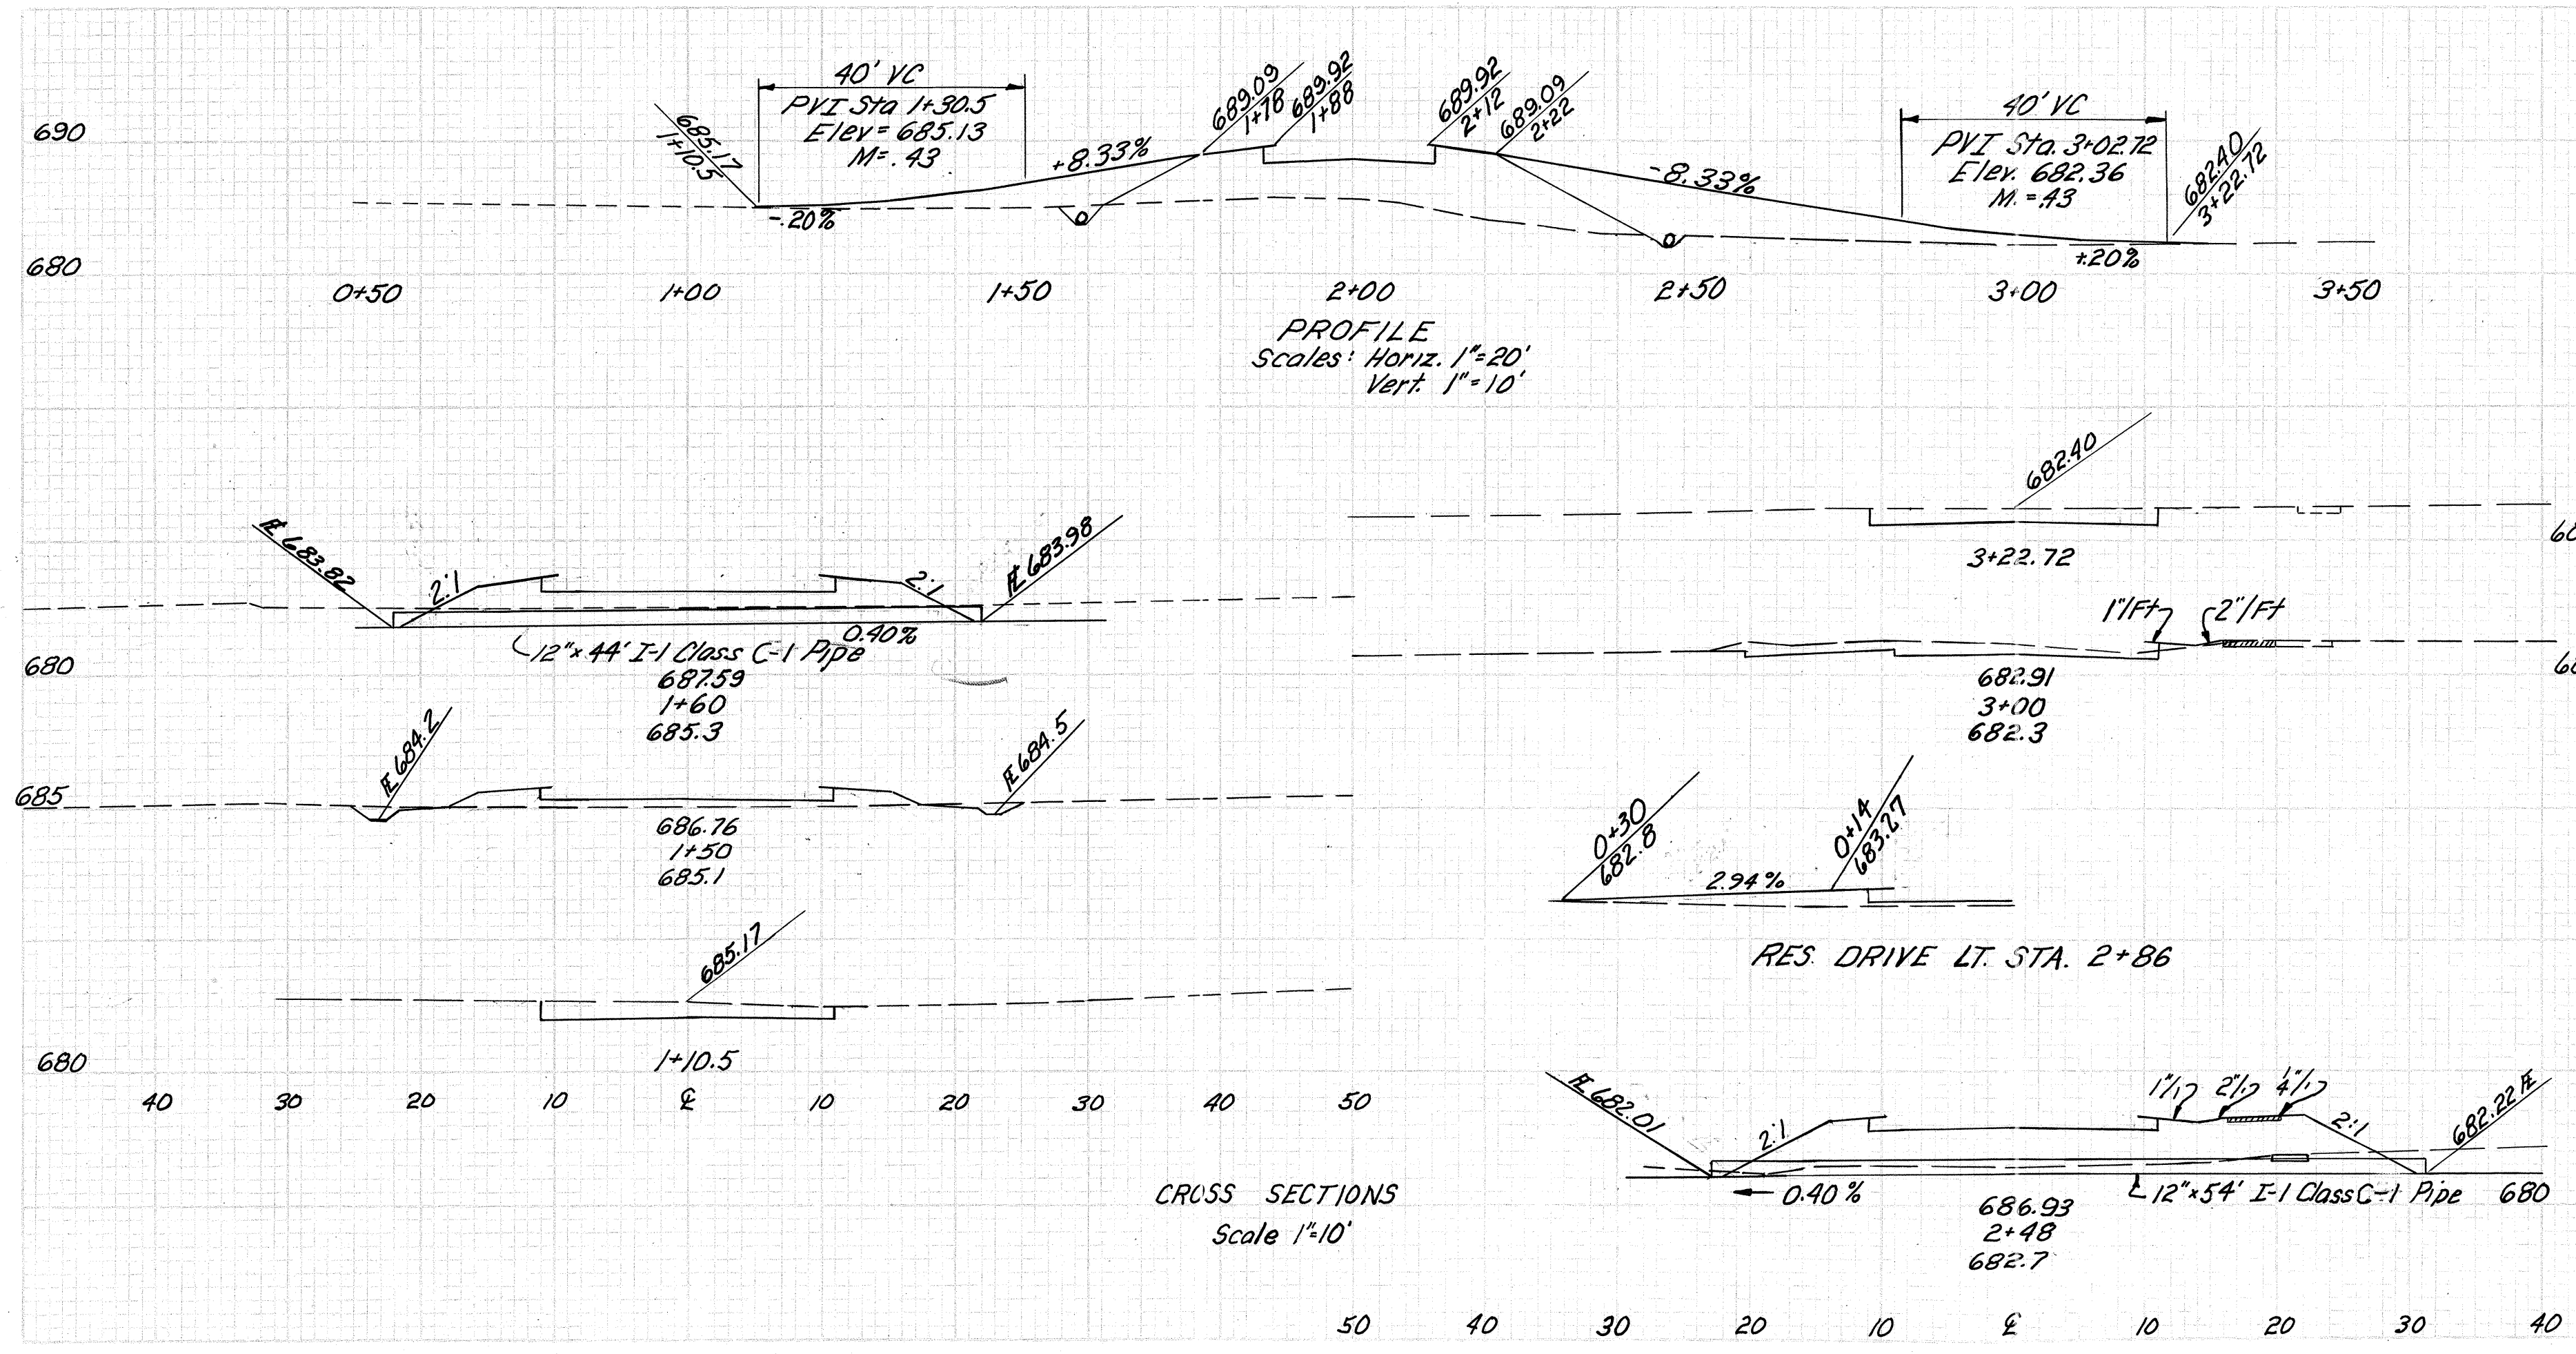 40' VC
PVI Sta 1+30.5
Elev = 685.13
M = .43
685.17
1+10.5
-.20%
+8.33%
689.09
1+78
689.92
1+88
689.92
2+12
689.09
2+22
-8.33%
40' VC
PVI Sta. 3+02.72
Elev. 682.36
M. = .43
682.40
3+22.72
+.20%
690
680
0+50 1+00 1+50 2+00 2+50 3+00 3+50
PROFILE
Scales: Horiz. 1"=20'
Vert. 1"=10'
FL 683.82
2:1
2:1
FL 683.98
0.40%
12"x 44' I-1 Class C-1 Pipe
680
687.59
1+60
685.3
FL 684.2
FL 684.5
685
686.76
1+50
685.1
685.17
680
1+10.5
40 30 20 10 ℄ 10 20 30 40 50
CROSS SECTIONS
Scale 1"=10'
682.40
3+22.72
1"/Ft
2"/Ft
682.91
3+00
682.3
0+30
682.8
0+14
683.27
2.94%
RES. DRIVE LT. STA. 2+86
FL 682.01
2:1
1"/1
2"/1
1/4"/1
2:1
682.22 FL
0.40%
12"x54' I-1 Class C-1 Pipe 680
686.93
2+48
682.7
50 40 30 20 10 ℄ 10 20 30 40